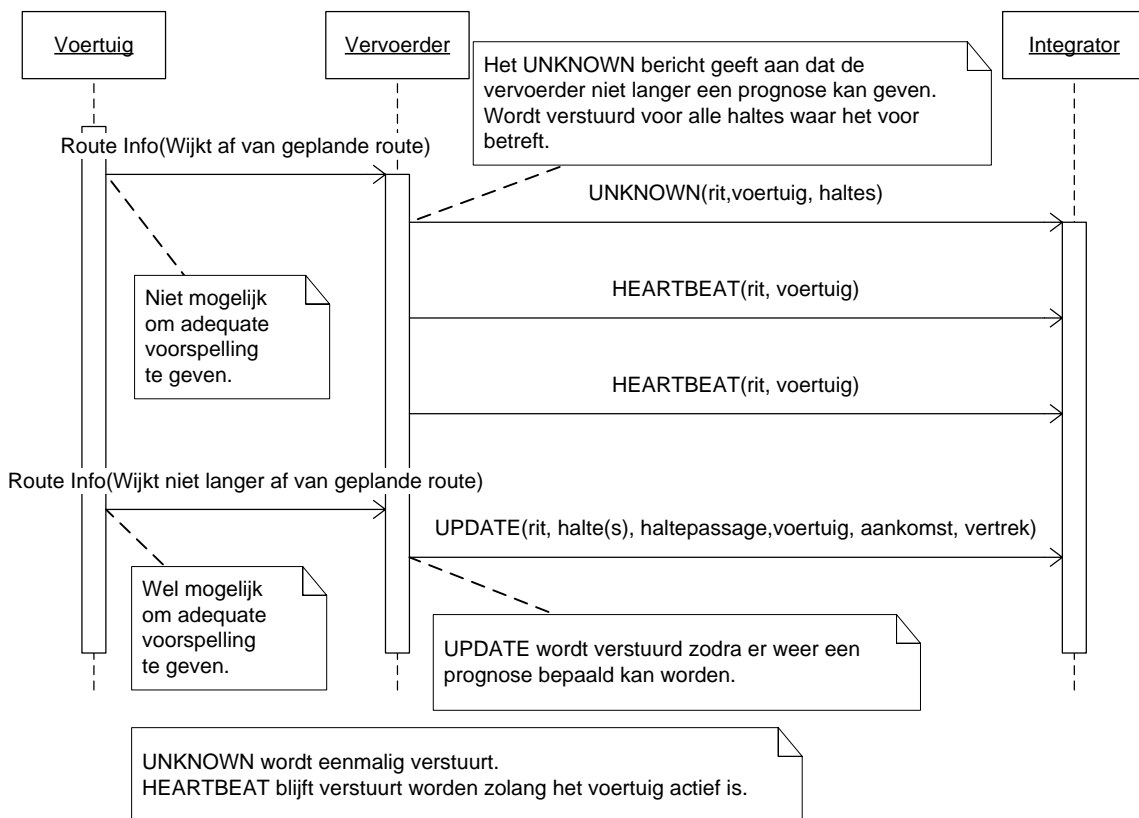 Voertuig
Vervoerder
Integrator
Het UNKNOWN bericht geeft aan dat de
vervoerder niet langer een prognose kan geven.
Wordt verstuurd voor alle haltes waar het voor
betreft.
Route Info(Wijkt af van geplande route)
UNKNOWN(rit,voertuig, haltes)
Niet mogelijk
om adequate
voorspelling
te geven.
HEARTBEAT(rit, voertuig)
HEARTBEAT(rit, voertuig)
Route Info(Wijkt niet langer af van geplande route)
UPDATE(rit, halte(s), haltepassage,voertuig, aankomst, vertrek)
Wel mogelijk
om adequate
voorspelling
te geven.
UPDATE wordt verstuurd zodra er weer een
prognose bepaald kan worden.
UNKNOWN wordt eenmalig verstuurt.
HEARTBEAT blijft verstuurt worden zolang het voertuig actief is.